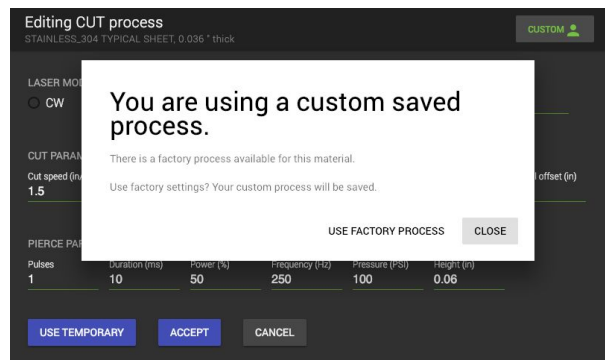 Editing CUT process
STAINLESS_304 TYPICAL SHEET, 0.036 " thick
CUSTOM
LASER MO
CW
You are using a custom saved
process.
There is a factory process available for this material.
Use factory settings? Your custom process will be saved.
USE FACTORY PROCESS CLOSE
CUT PARAM
Cut speed (in/
1.5
l offset (in)
PIERCE PAR
Pulses Duration (ms) Power (%) Frequency (Hz) Pressure (PSI) Height (in)
1 10 50 250 100 0.06
USE TEMPORARY ACCEPT CANCEL